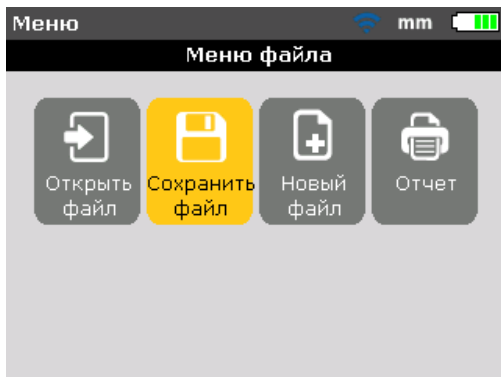 Меню mm
Меню файла
Открыть файл
Сохранить файл
Новый файл
Отчет